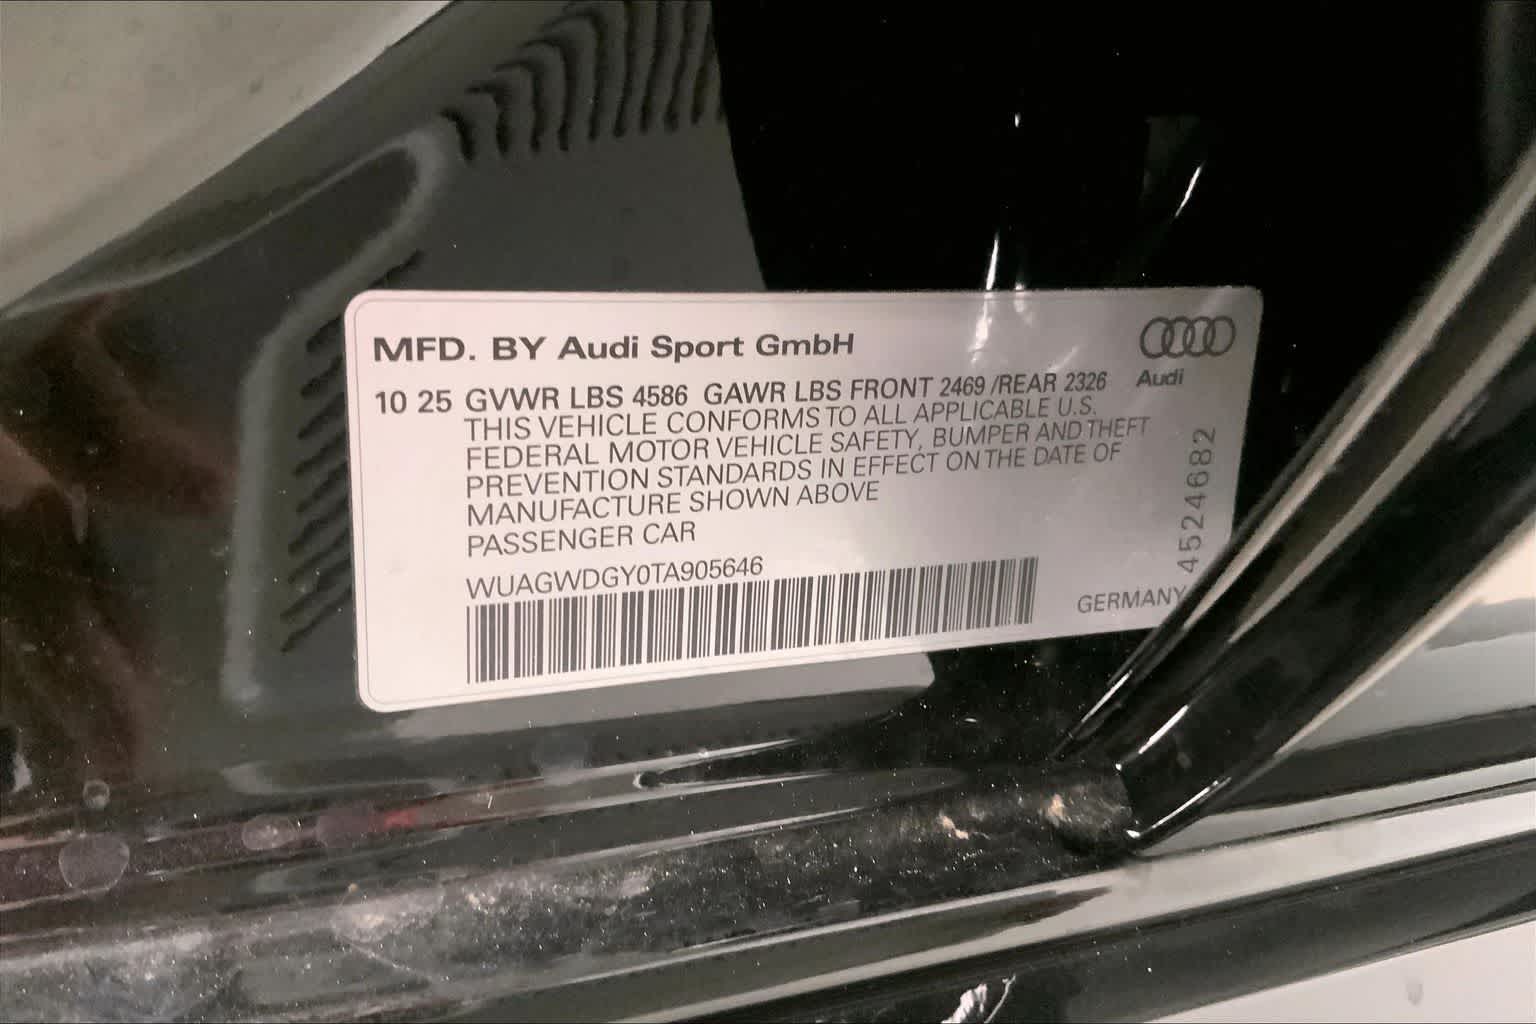 MFD. BY Audi Sport GmbH
Audi
10 25 GVWR LBS 4586 GAWR LBS FRONT 2469 /REAR 2326
THIS VEHICLE CONFORMS TO ALL APPLICABLE U.S.
FEDERAL MOTOR VEHICLE SAFETY, BUMPER AND THEFT
PREVENTION STANDARDS IN EFFECT ON THE DATE OF
MANUFACTURE SHOWN ABOVE
PASSENGER CAR
WUAGWDGY0TA905646
GERMANY
4524682